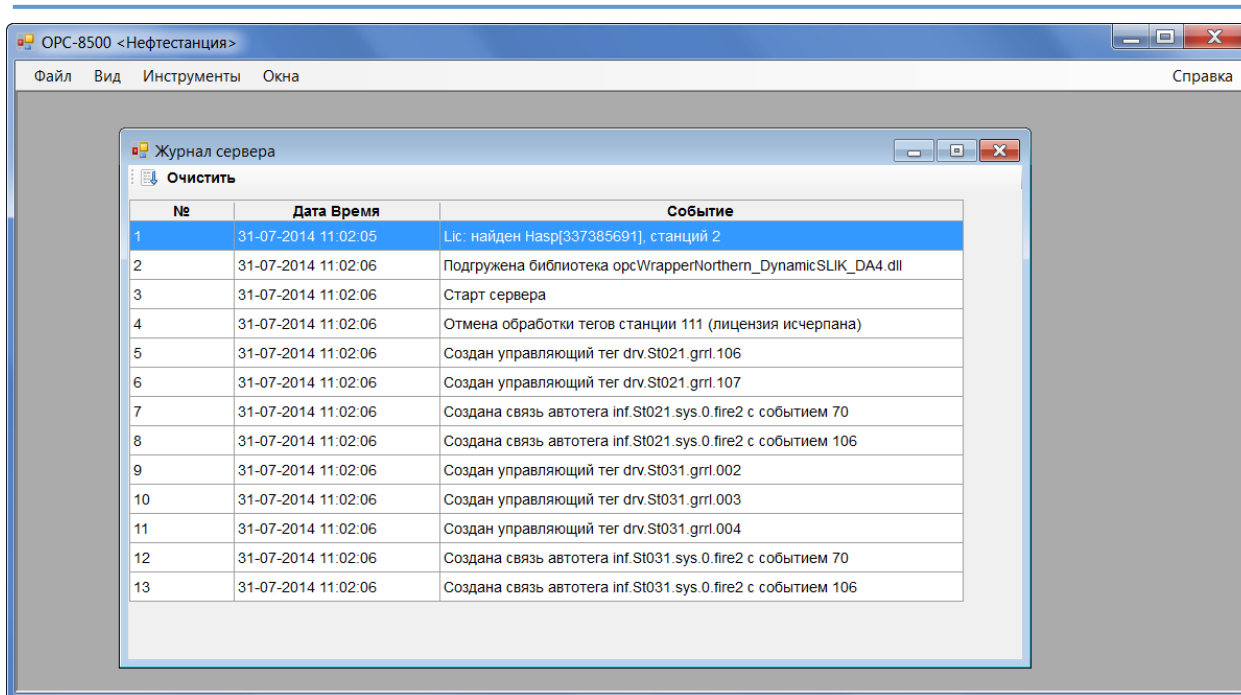 OPC-8500 <Нефтестанция>
Файл Вид Инструменты Окна Справка
Журнал сервера
Очистить
№ Дата Время Событие
1 31-07-2014 11:02:05 Lic: найден Hasp[337385691], станций 2
2 31-07-2014 11:02:06 Подгружена библиотека opcWrapperNorthern_DynamicSLIK_DA4.dll
3 31-07-2014 11:02:06 Старт сервера
4 31-07-2014 11:02:06 Отмена обработки тегов станции 111 (лицензия исчерпана)
5 31-07-2014 11:02:06 Создан управляющий тег drv.St021.grrl.106
6 31-07-2014 11:02:06 Создан управляющий тег drv.St021.grrl.107
7 31-07-2014 11:02:06 Создана связь автотега inf.St021.sys.0.fire2 с событием 70
8 31-07-2014 11:02:06 Создана связь автотега inf.St021.sys.0.fire2 с событием 106
9 31-07-2014 11:02:06 Создан управляющий тег drv.St031.grrl.002
10 31-07-2014 11:02:06 Создан управляющий тег drv.St031.grrl.003
11 31-07-2014 11:02:06 Создан управляющий тег drv.St031.grrl.004
12 31-07-2014 11:02:06 Создана связь автотега inf.St031.sys.0.fire2 с событием 70
13 31-07-2014 11:02:06 Создана связь автотега inf.St031.sys.0.fire2 с событием 106